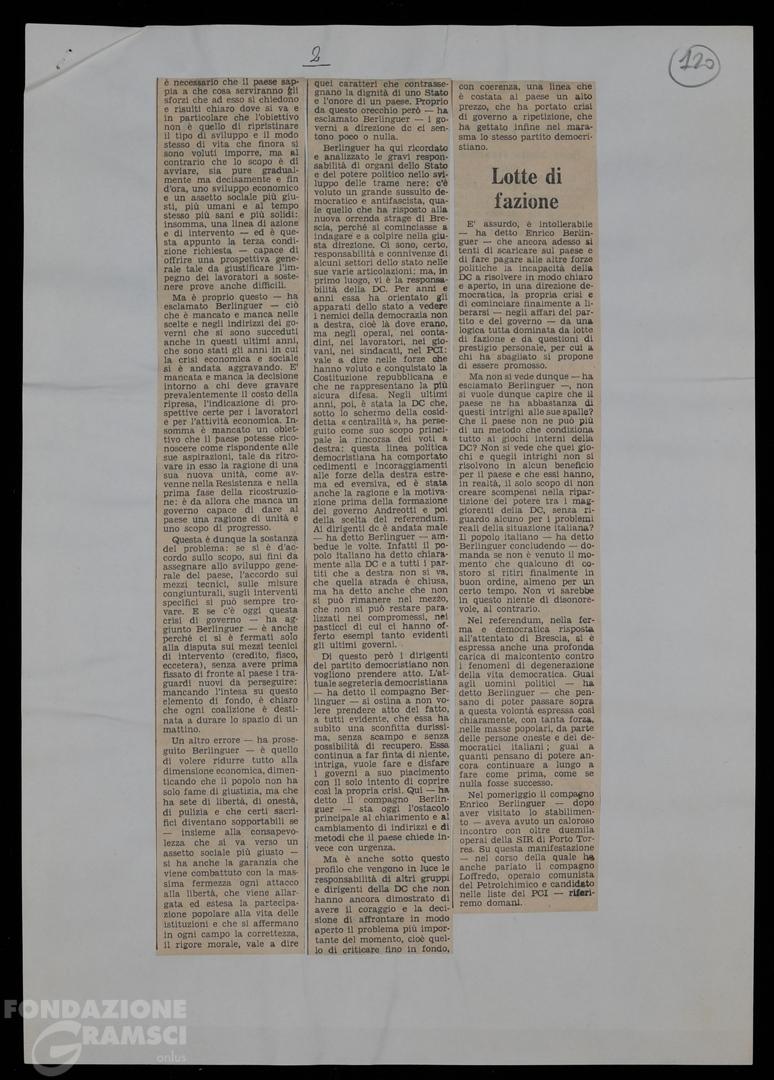 2
120
è necessario che il paese sap-
pia a che cosa serviranno gli
sforzi che ad esso si chiedono
e risulti chiaro dove si va e
in particolare che l'obiettivo
non è quello di ripristinare
il tipo di sviluppo e il modo
stesso di vita che finora si
sono voluti imporre, ma al
contrario che lo scopo è di
avviare, sia pure gradual-
mente ma decisamente e fin
d'ora, uno sviluppo economico
e un assetto sociale più giu-
sti, più umani e al tempo
stesso più sani e più solidi:
insomma, una linea di azione
e di intervento — ed è que-
sta appunto la terza condi-
zione richiesta — capace di
offrire una prospettiva gene-
rale tale da giustificare l'im-
pegno dei lavoratori a soste-
nere prove anche difficili.
Ma è proprio questo — ha
esclamato Berlinguer — ciò
che è mancato e manca nelle
scelte e negli indirizzi dei go-
verni che si sono succeduti
anche in questi ultimi anni,
che sono stati gli anni in cui
la crisi economica e sociale
si è andata aggravando. E'
mancata e manca la decisione
intorno a chi deve gravare
prevalentemente il costo della
ripresa, l'indicazione di pro-
spettive certe per i lavoratori
e per l'attività economica. In-
somma è mancato un obiet-
tivo che il paese potesse rico-
noscere come rispondente alle
sue aspirazioni, tale da ritro-
vare in esso la ragione di una
sua nuova unità, come av-
venne nella Resistenza e nella
prima fase della ricostruzio-
ne: è da allora che manca un
governo capace di dare al
paese una ragione di unità e
uno scopo di progresso.
Questa è dunque la sostanza
del problema: se si è d'ac-
cordo sullo scopo, sui fini da
assegnare allo sviluppo gene-
rale del paese, l'accordo sui
mezzi tecnici, sulle misure
congiunturali, sugli interventi
specifici si può sempre tro-
vare. E se c'è oggi questa
crisi di governo — ha ag-
giunto Berlinguer — è anche
perché ci si è fermati solo
alla disputa sui mezzi tecnici
di intervento (credito, fisco,
eccetera), senza avere prima
fissato di fronte al paese i tra-
guardi nuovi da perseguire:
mancando l'intesa su questo
elemento di fondo, è chiaro
che ogni coalizione è desti-
nata a durare lo spazio di un
mattino.
Un altro errore — ha prose-
guito Berlinguer — è quello
di volere ridurre tutto alla
dimensione economica, dimen-
ticando che il popolo non ha
solo fame di giustizia, ma che
ha sete di libertà, di onestà,
di pulizia e che certi sacri-
fici diventano sopportabili se
— insieme alla consapevo-
lezza che si va verso un
assetto sociale più giusto —
si ha anche la garanzia che
viene combattuto con la mas-
sima fermezza ogni attacco
alla libertà, che viene allar-
gata ed estesa la partecipa-
zione popolare alla vita delle
istituzioni e che si affermano
in ogni campo la correttezza,
il rigore morale, vale a dire
quei caratteri che contrasse-
gnano la dignità di uno Stato
e l'onore di un paese. Proprio
da questo orecchio però — ha
esclamato Berlinguer — i go-
verni a direzione dc ci sen-
tono poco o nulla.
Berlinguer ha qui ricordato
e analizzato le gravi respon-
sabilità di organi dello Stato
e del potere politico nello svi-
luppo delle trame nere: c'è
voluto un grande sussulto de-
mocratico e antifascista, qua-
le quello che ha risposto alla
nuova orrenda strage di Bre-
scia, perché si cominciasse a
indagare e a colpire nella giu-
sta direzione. Ci sono, certo,
responsabilità e connivenze di
alcuni settori dello stato nelle
sue varie articolazioni: ma, in
primo luogo, vi è la responsa-
bilità della DC. Per anni e
anni essa ha orientato gli
apparati dello stato a vedere
i nemici della democrazia non
a destra, cioè là dove erano,
ma negli operai, nei conta-
dini, nei lavoratori, nei gio-
vani, nei sindacati, nel PCI:
vale a dire nelle forze che
hanno voluto e conquistato la
Costituzione repubblicana e
che ne rappresentano la più
sicura difesa. Negli ultimi
anni, poi, è stata la DC che,
sotto lo schermo della cosid-
detta « centralità », ha perse-
guito come suo scopo princi-
pale la rincorsa dei voti a
destra: questa linea politica
democristiana ha comportato
cedimenti e incoraggiamenti
alle forze della destra estre-
ma ed eversiva, ed è stata
anche la ragione e la motiva-
zione prima della formazione
del governo Andreotti e poi
della scelta del referendum.
Ai dirigenti dc è andata male
— ha detto Berlinguer — am-
bedue le volte. Infatti il po-
polo italiano ha detto chiara-
mente alla DC e a tutti i par-
titi che a destra non si va,
che quella strada è chiusa,
ma ha detto anche che non
si può rimanere nel mezzo,
che non si può restare para-
lizzati nei compromessi, nei
pasticci di cui ci hanno of-
ferto esempi tanto evidenti
gli ultimi governi.
Di questo però i dirigenti
del partito democristiano non
vogliono prendere atto. L'at-
tuale segreteria democristiana
— ha detto il compagno Ber-
linguer — si ostina a non vo-
lere prendere atto del fatto,
a tutti evidente, che essa ha
subito una sconfitta durissi-
ma, senza scampo e senza
possibilità di recupero. Essa
continua a far finta di niente,
intriga, vuole fare e disfare
i governi a suo piacimento
con il solo intento di coprire
così la propria crisi. Qui — ha
detto il compagno Berlin-
guer — sta oggi l'ostacolo
principale al chiarimento e al
cambiamento di indirizzi e di
metodi che il paese chiede in-
vece con urgenza.
Ma è anche sotto questo
profilo che vengono in luce le
responsabilità di altri gruppi
e dirigenti della DC che non
hanno ancora dimostrato di
avere il coraggio e la deci-
sione di affrontare in modo
aperto il problema più impor-
tante del momento, cioè quel-
lo di criticare fino in fondo,
con coerenza, una linea che
è costata al paese un alto
prezzo, che ha portato crisi
di governo a ripetizione, che
ha gettato infine nel mara-
sma lo stesso partito democri-
stiano.
Lotte di
fazione
E' assurdo, è intollerabile
— ha detto Enrico Berlin-
guer — che ancora adesso si
tenti di scaricare sul paese e
di fare pagare alle altre forze
politiche la incapacità della
DC a risolvere in modo chiaro
e aperto, in una direzione de-
mocratica, la propria crisi e
di cominciare finalmente a li-
berarsi — negli affari del par-
tito e del governo — da una
logica tutta dominata da lotte
di fazione e da questioni di
prestigio personale, per cui a
chi ha sbagliato si propone
di essere promosso.
Ma non si vede dunque — ha
esclamato Berlinguer —, non
si vuole dunque capire che il
paese ne ha abbastanza di
questi intrighi alle sue spalle?
Che il paese non ne può più
di un metodo che condiziona
tutto ai giochi interni della
DC? Non si vede che quei gio-
chi e quegli intrighi non si
risolvono in alcun beneficio
per il paese e che essi hanno,
in realtà, il solo scopo di non
creare scompensi nella ripar-
tizione del potere tra i mag-
giorenti della DC, senza ri-
guardo alcuno per i problemi
reali della situazione italiana?
Il popolo italiano — ha detto
Berlinguer concludendo — do-
manda se non è venuto il mo-
mento che qualcuno di co-
storo si ritiri finalmente in
buon ordine, almeno per un
certo tempo. Non vi sarebbe
in questo niente di disonore-
vole, al contrario.
Nel referendum, nella fer-
ma e democratica risposta
all'attentato di Brescia, si è
espressa anche una profonda
carica di malcontento contro
i fenomeni di degenerazione
della vita democratica. Guai
agli uomini politici — ha
detto Berlinguer — che pen-
sano di poter passare sopra
a questa volontà espressa così
chiaramente, con tanta forza,
nelle masse popolari, da parte
delle persone oneste e dei de-
mocratici italiani; guai a
quanti pensano di potere an-
cora continuare a lungo a
fare come prima, come se
nulla fosse successo.
Nel pomeriggio il compagno
Enrico Berlinguer — dopo
aver visitato lo stabilimen-
to — aveva avuto un caloroso
incontro con oltre duemila
operai della SIR di Porto Tor-
res. Su questa manifestazione
— nel corso della quale ha
anche parlato il compagno
Loffredo, operaio comunista
del Petrolchimico e candidato
nelle liste del PCI — riferi-
remo domani.
FONDAZIONE
GRAMSCI
onlus